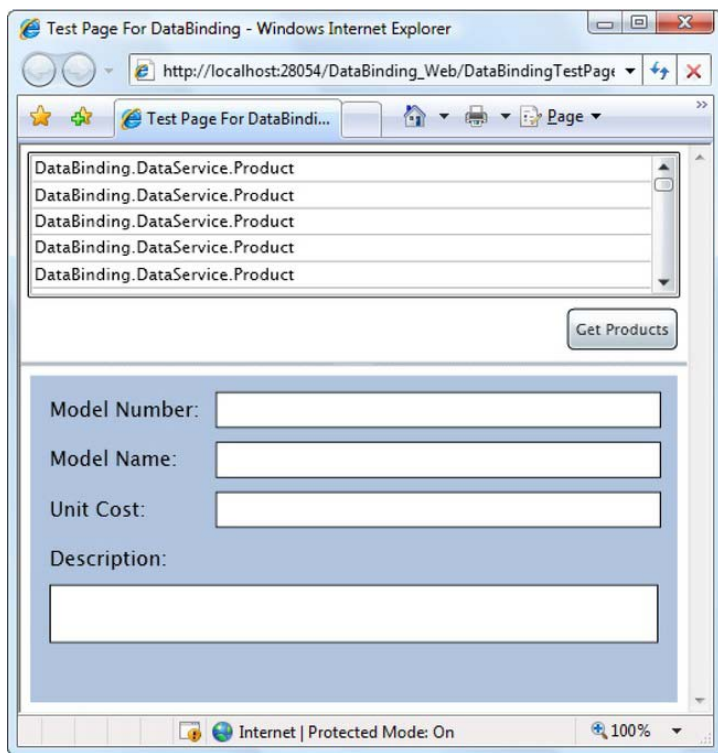 Test Page For DataBinding - Windows Internet Explorer
http://localhost:28054/DataBinding_Web/DataBindingTestPage
Test Page For DataBindi...
Page
DataBinding.DataService.Product
DataBinding.DataService.Product
DataBinding.DataService.Product
DataBinding.DataService.Product
DataBinding.DataService.Product
Get Products
Model Number:
Model Name:
Unit Cost:
Description:
Internet | Protected Mode: On
100%